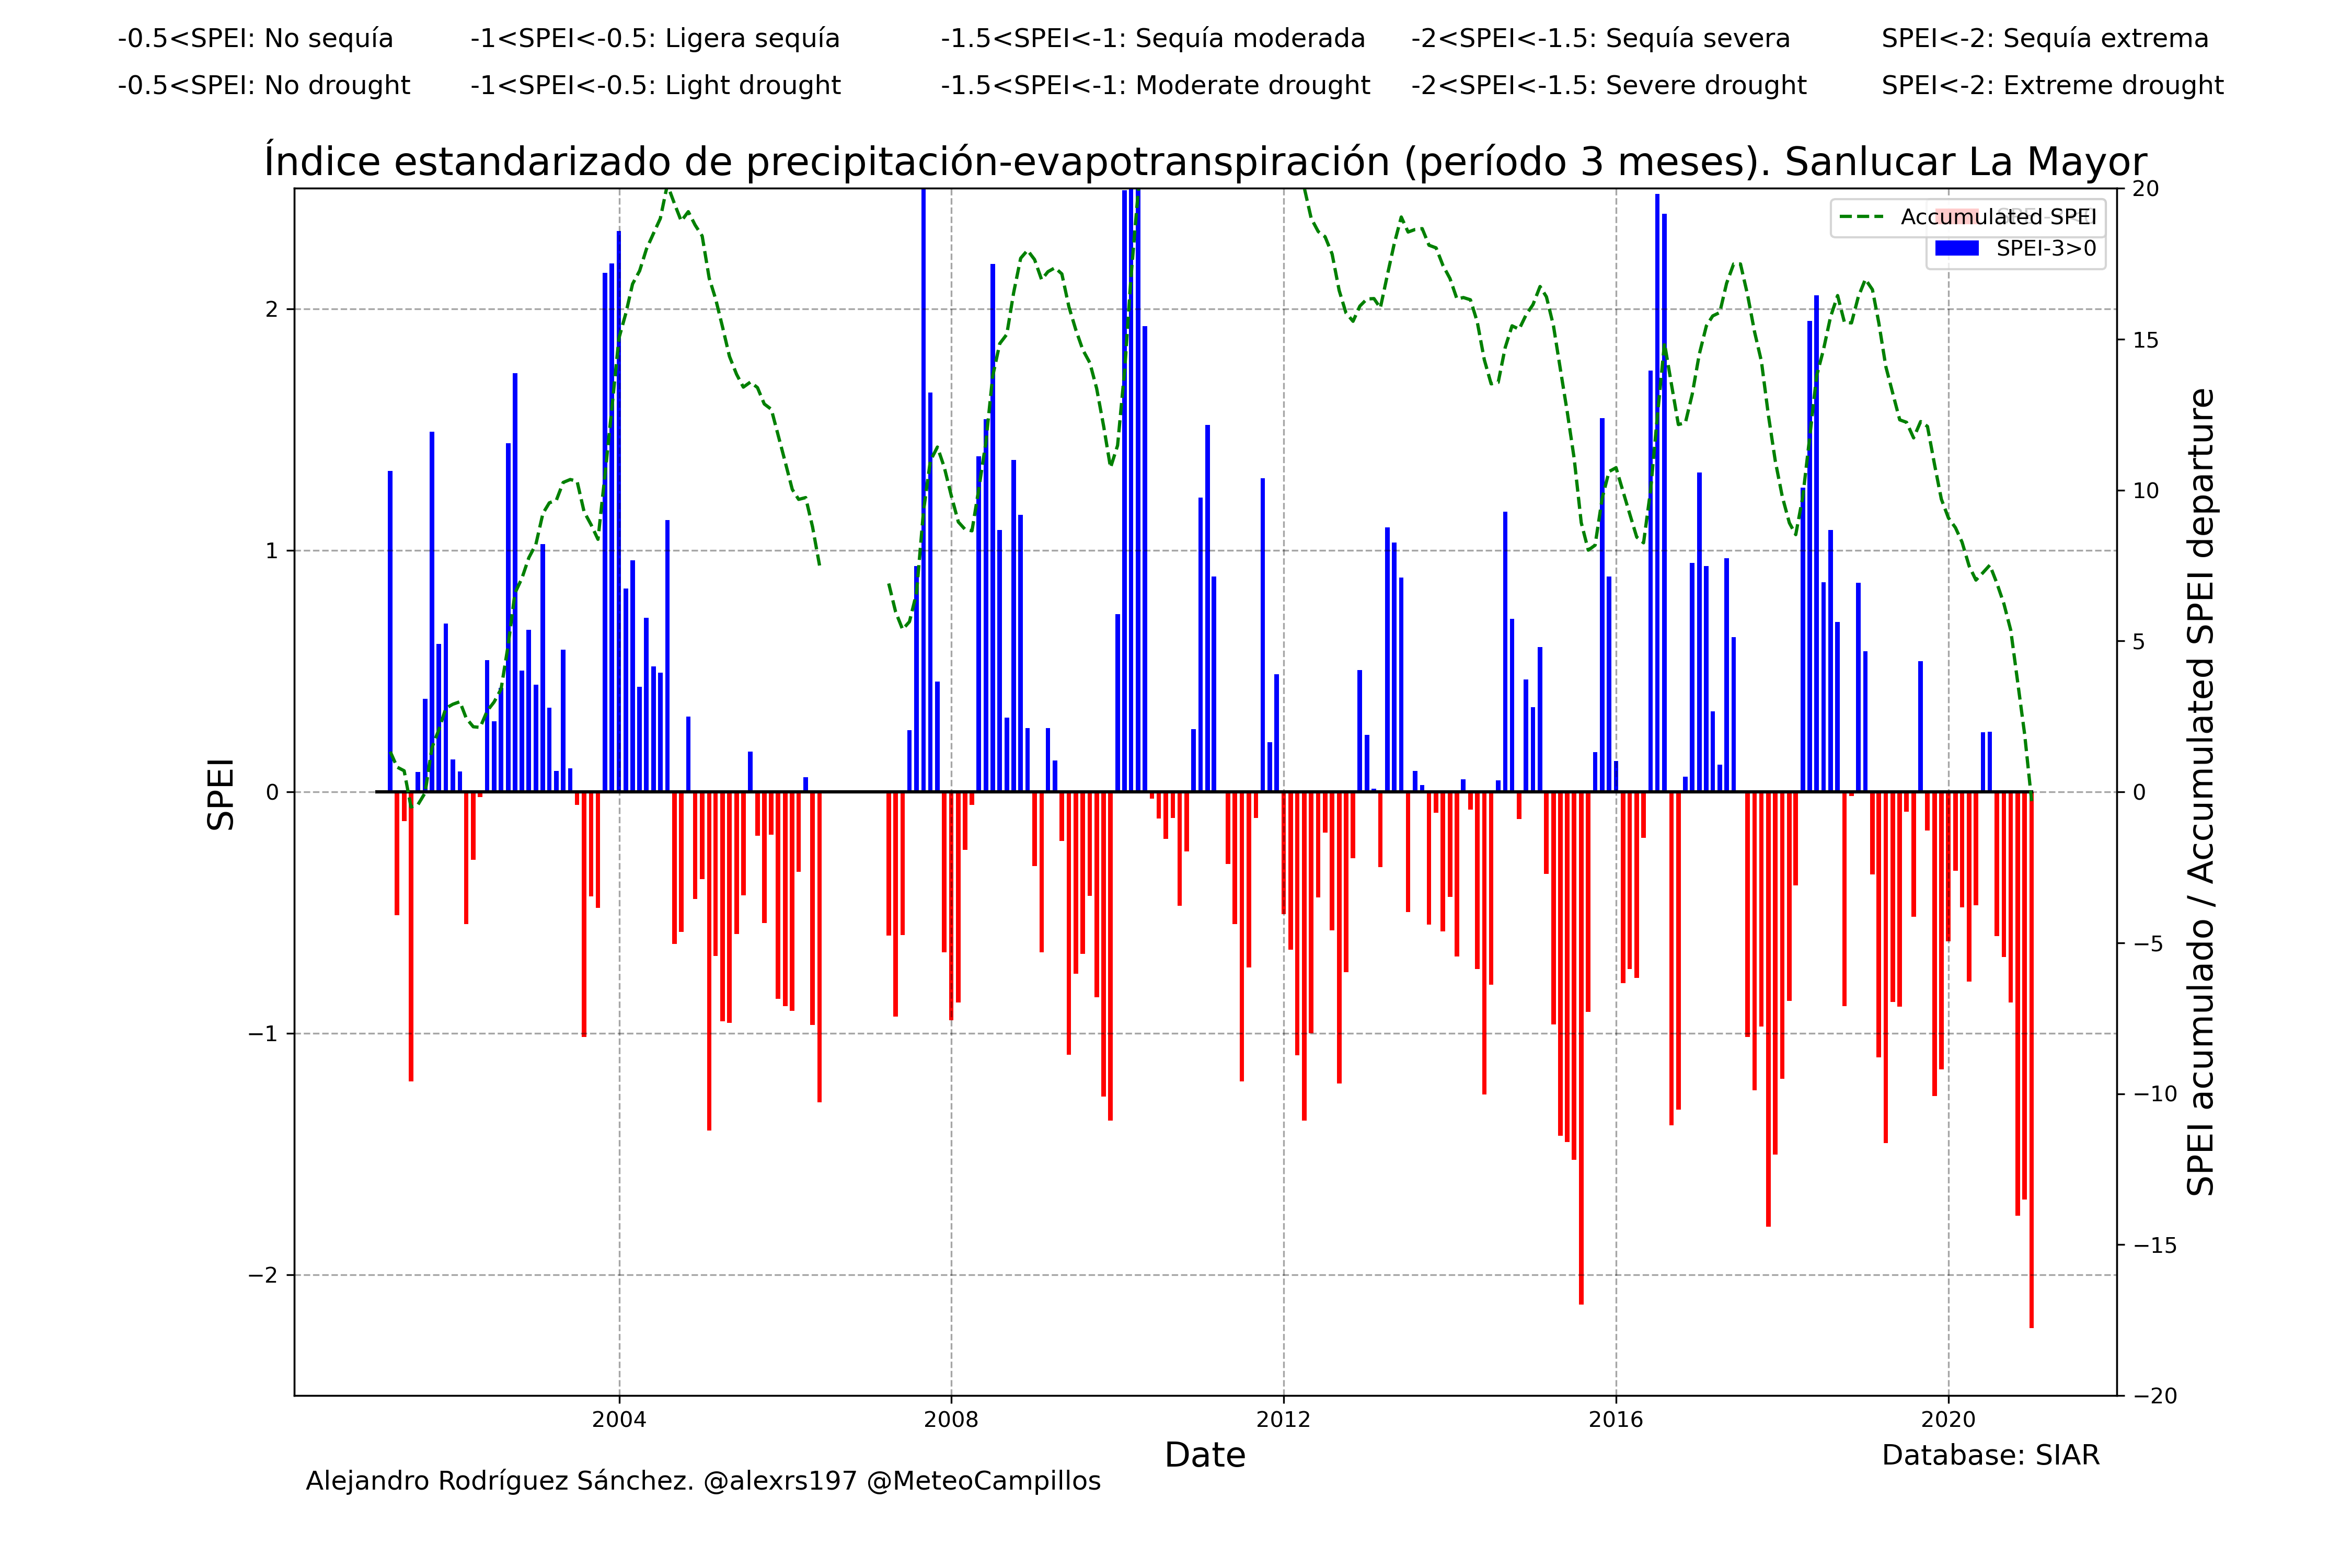 -0.5<SPEI: No sequía -1<SPEI<-0.5: Ligera sequía -1.5<SPEI<-1: Sequía moderada -2<SPEI<-1.5: Sequía severa SPEI<-2: Sequía extrema
-0.5<SPEI: No drought -1<SPEI<-0.5: Light drought -1.5<SPEI<-1: Moderate drought -2<SPEI<-1.5: Severe drought SPEI<-2: Extreme drought
Índice estandarizado de precipitación-evapotranspiración (período 3 meses). Sanlucar La Mayor
Accumulated SPEI
SPEI-3>0
SPEI
2
1
0
−1
−2
20
15
10
5
0
−5
−10
−15
−20
SPEI acumulado / Accumulated SPEI departure
2004 2008 2012 2016 2020
Date
Database: SIAR
Alejandro Rodríguez Sánchez. @alexrs197 @MeteoCampillos